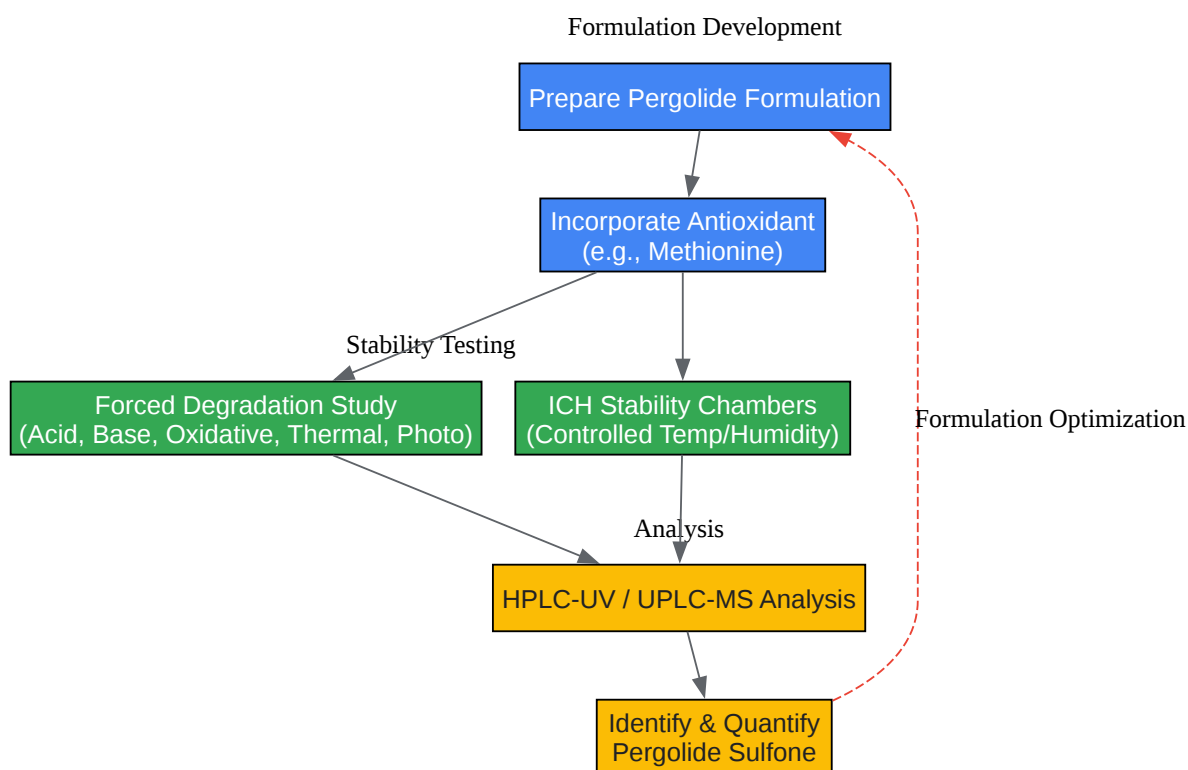 Formulation Development
Prepare Pergolide Formulation
Incorporate Antioxidant
(e.g., Methionine)
Stability Testing
Forced Degradation Study
(Acid, Base, Oxidative, Thermal, Photo)
ICH Stability Chambers
(Controlled Temp/Humidity)
Formulation Optimization
Analysis
HPLC-UV / UPLC-MS Analysis
Identify & Quantify
Pergolide Sulfone